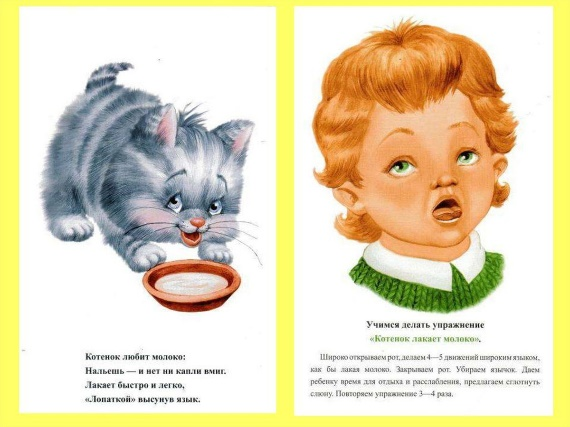 Котенок любит молоко:
Нальешь — и нет ни капли вмиг.
Лакает быстро и легко,
«Лопаткой» высунув язык.
Учимся делать упражнение
«Котенок лакает молоко».
Широко открываем рот, делаем 4—5 движений широким языком,
как бы лакая молоко. Закрываем рот. Убираем язычок. Даем
ребенку время для отдыха и расслабления, предлагаем сглотнуть
слюну. Повторяем упражнение 3—4 раза.